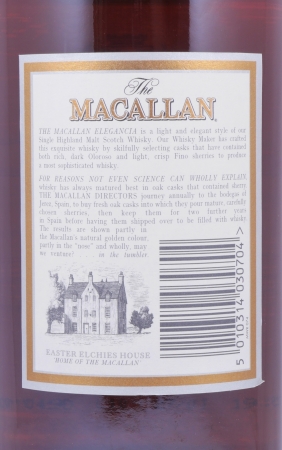 The
MACALLAN
THE MACALLAN ELEGANCIA is a light and elegant style of our
Single Highland Malt Scotch Whisky. Our Whisky Maker has crafted
this exquisite whisky by skilfully selecting casks that have contained
both rich, dark Oloroso and light, crisp Fino sherries to produce
a most sophisticated whisky.
FOR REASONS NOT EVEN SCIENCE CAN WHOLLY EXPLAIN,
whisky has always matured best in oak casks that contained sherry.
THE MACALLAN DIRECTORS journey annually to the bodegas of
Jerez, Spain, to buy fresh oak casks into which they pour mature, carefully
chosen sherries, then keep them for two further years
in Spain before having them shipped over to be filled with whisky.
The results are shown partly in
the Macallan's natural golden colour,
partly in the "nose" and wholly, may
we venture! in the tumbler.
EASTER ELCHIES HOUSE
'HOME OF THE MACALLAN'
5 010314 030704 >